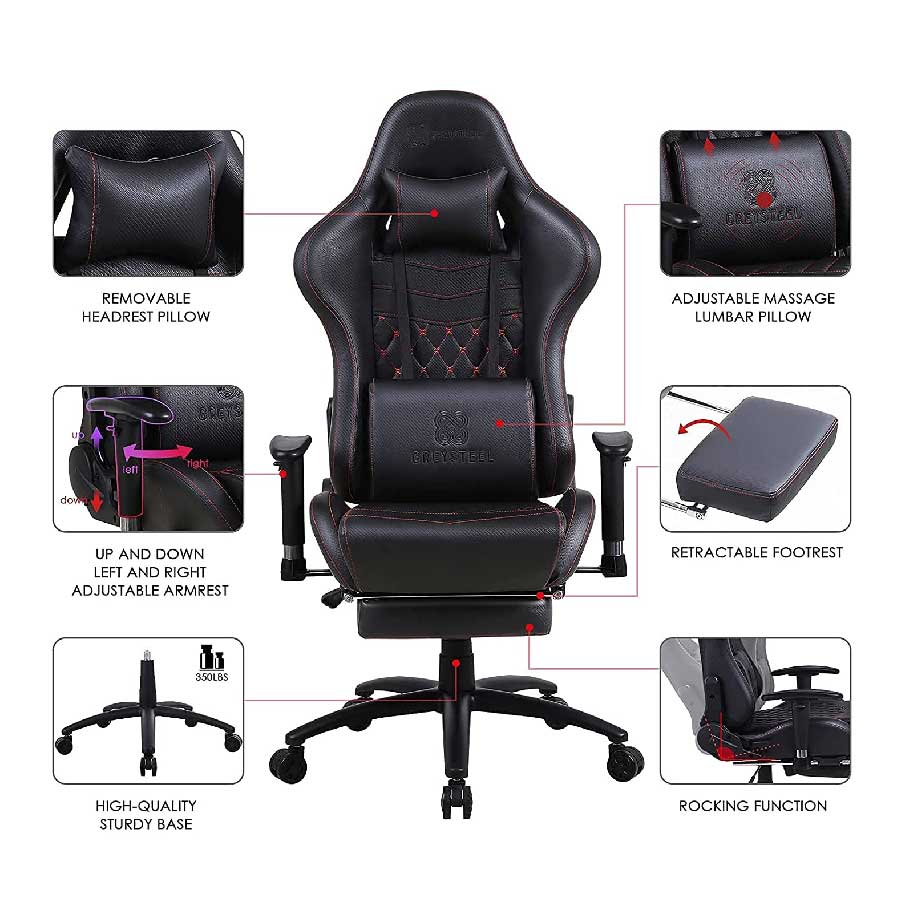 REMOVABLE
HEADREST PILLOW
GREYSTEEL
ADJUSTABLE MASSAGE
LUMBAR PILLOW
up
left
right
down
UP AND DOWN
LEFT AND RIGHT
ADJUSTABLE ARMREST
GREYSTEEL
RETRACTABLE FOOTREST
350LBS
HIGH-QUALITY
STURDY BASE
ROCKING FUNCTION